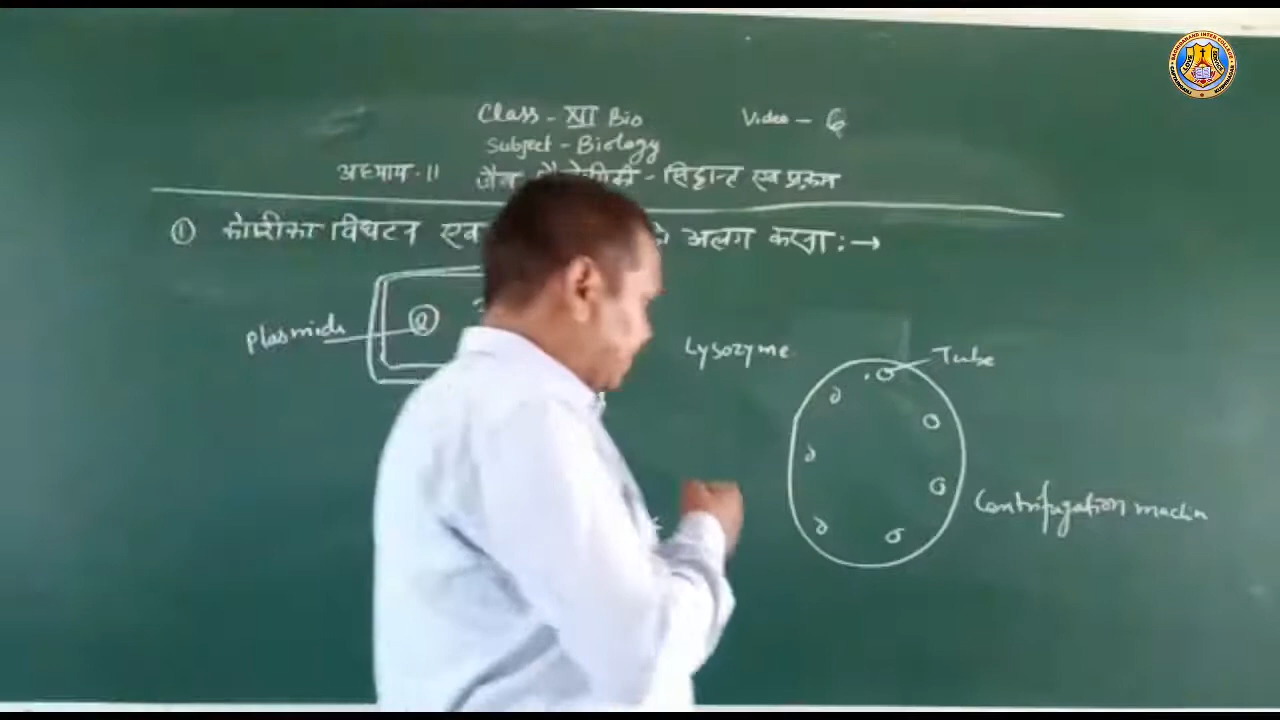 Class - XII Bio
Video - 6
Subject - Biology
अध्याय - 11
- सिद्धान्त एवं प्रक्रम
① कोशीका विघटन एवं
अलग करना :→
Plasmids
Lysozyme
Tube
Centrifugation machin